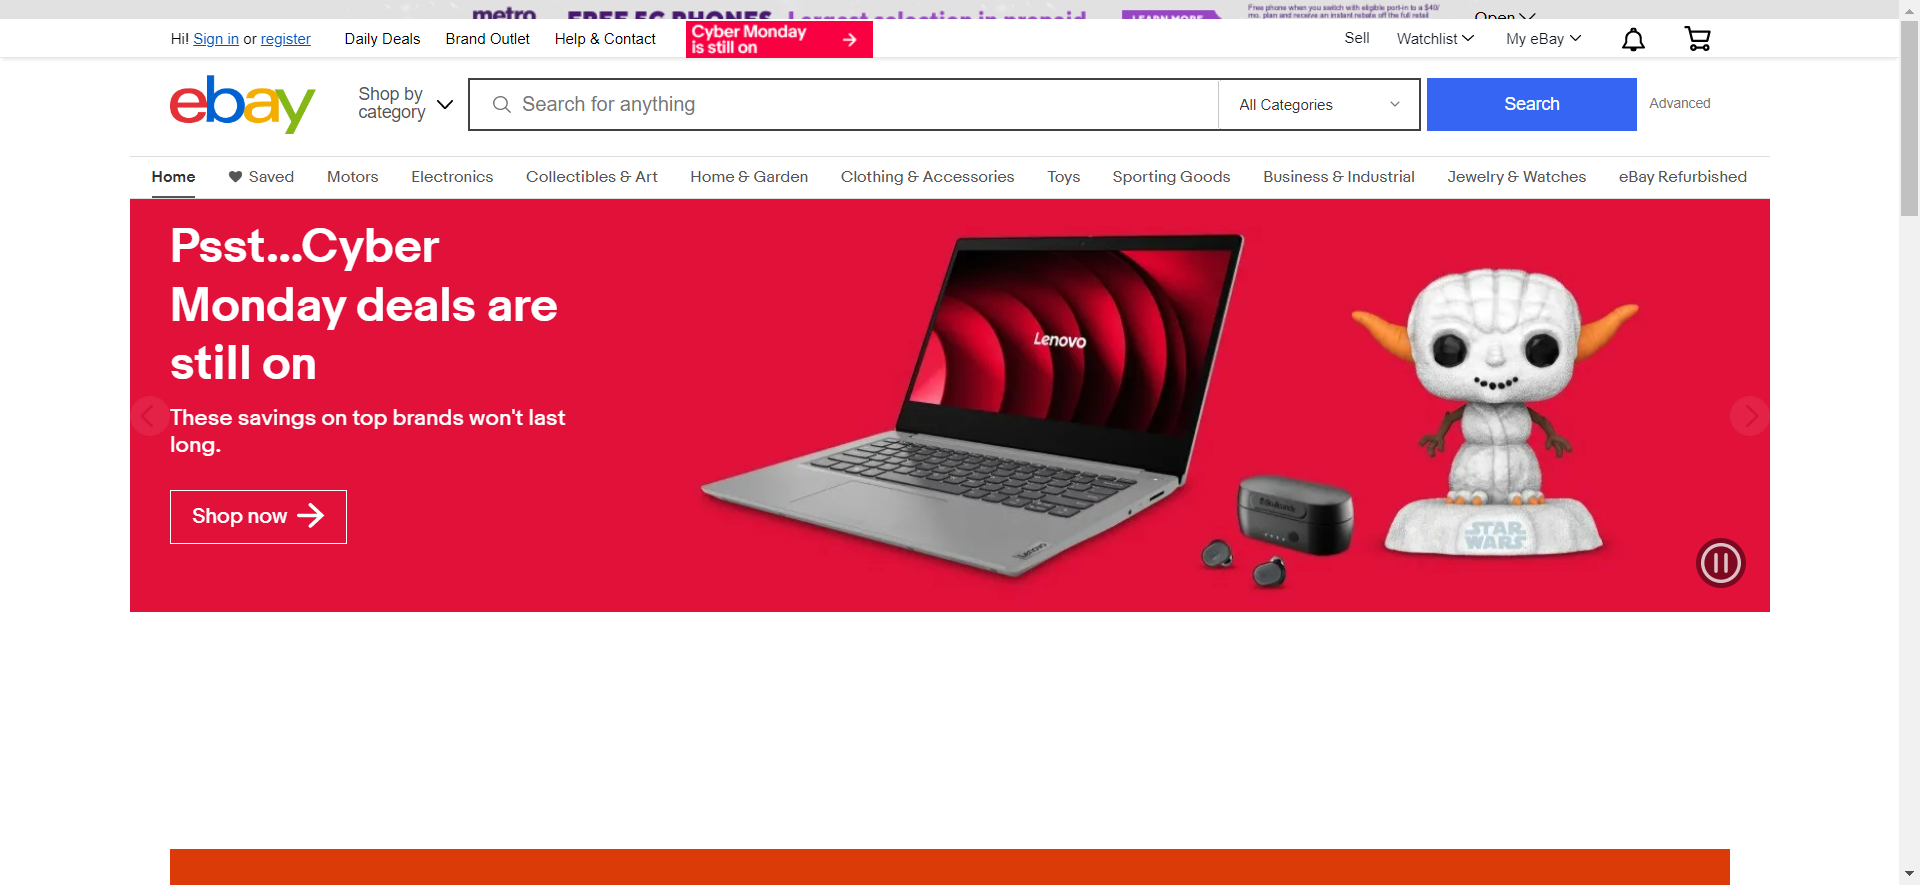 metro FREE 5G PHONES Largest selection in prepaid LEARN MORE
Free phone when you switch with eligible port-in to a $40/
mo. plan and receive an instant rebate off the full retail
Open
Hi! Sign in or register Daily Deals Brand Outlet Help & Contact
Cyber Monday
is still on
Sell Watchlist My eBay
ebay
Shop by
category
Search for anything
All Categories
Search
Advanced
Home Saved Motors Electronics Collectibles & Art Home & Garden Clothing & Accessories Toys Sporting Goods Business & Industrial Jewelry & Watches eBay Refurbished
Psst...Cyber
Monday deals are
still on
These savings on top brands won't last
long.
Shop now
Lenovo
Lenovo
STAR
WARS